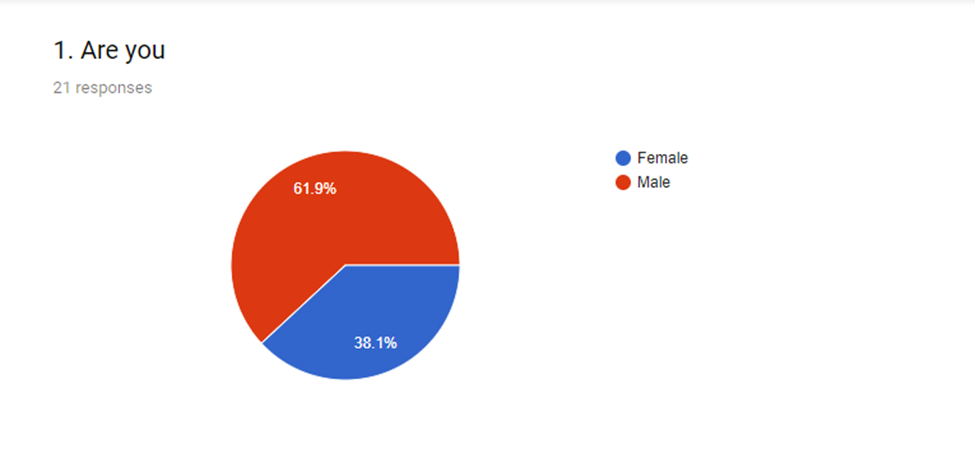 1. Are you
21 responses
61.9%
38.1%
Female
Male